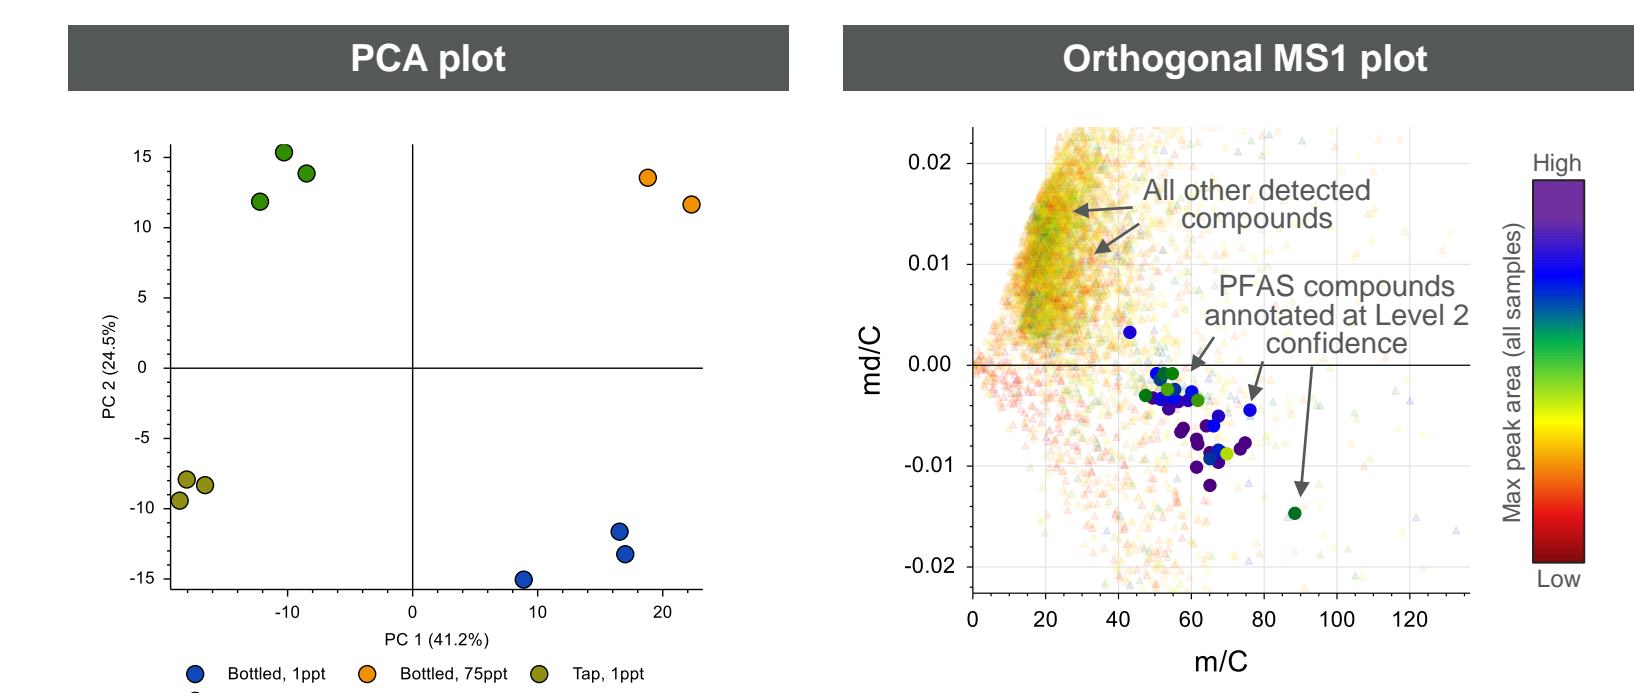 PCA plot
15
10
5
0
-5
-10
-15
PC 2 (24.5%)
-10
0
10
20
PC 1 (41.2%)
Bottled, 1ppt
Bottled, 75ppt
Tap, 1ppt
Orthogonal MS1 plot
0.02
0.01
0.00
-0.01
-0.02
md/C
All other detected
compounds
PFAS compounds
annotated at Level 2
confidence
0
20
40
60
80
100
120
m/C
High
Max peak area (all samples)
Low